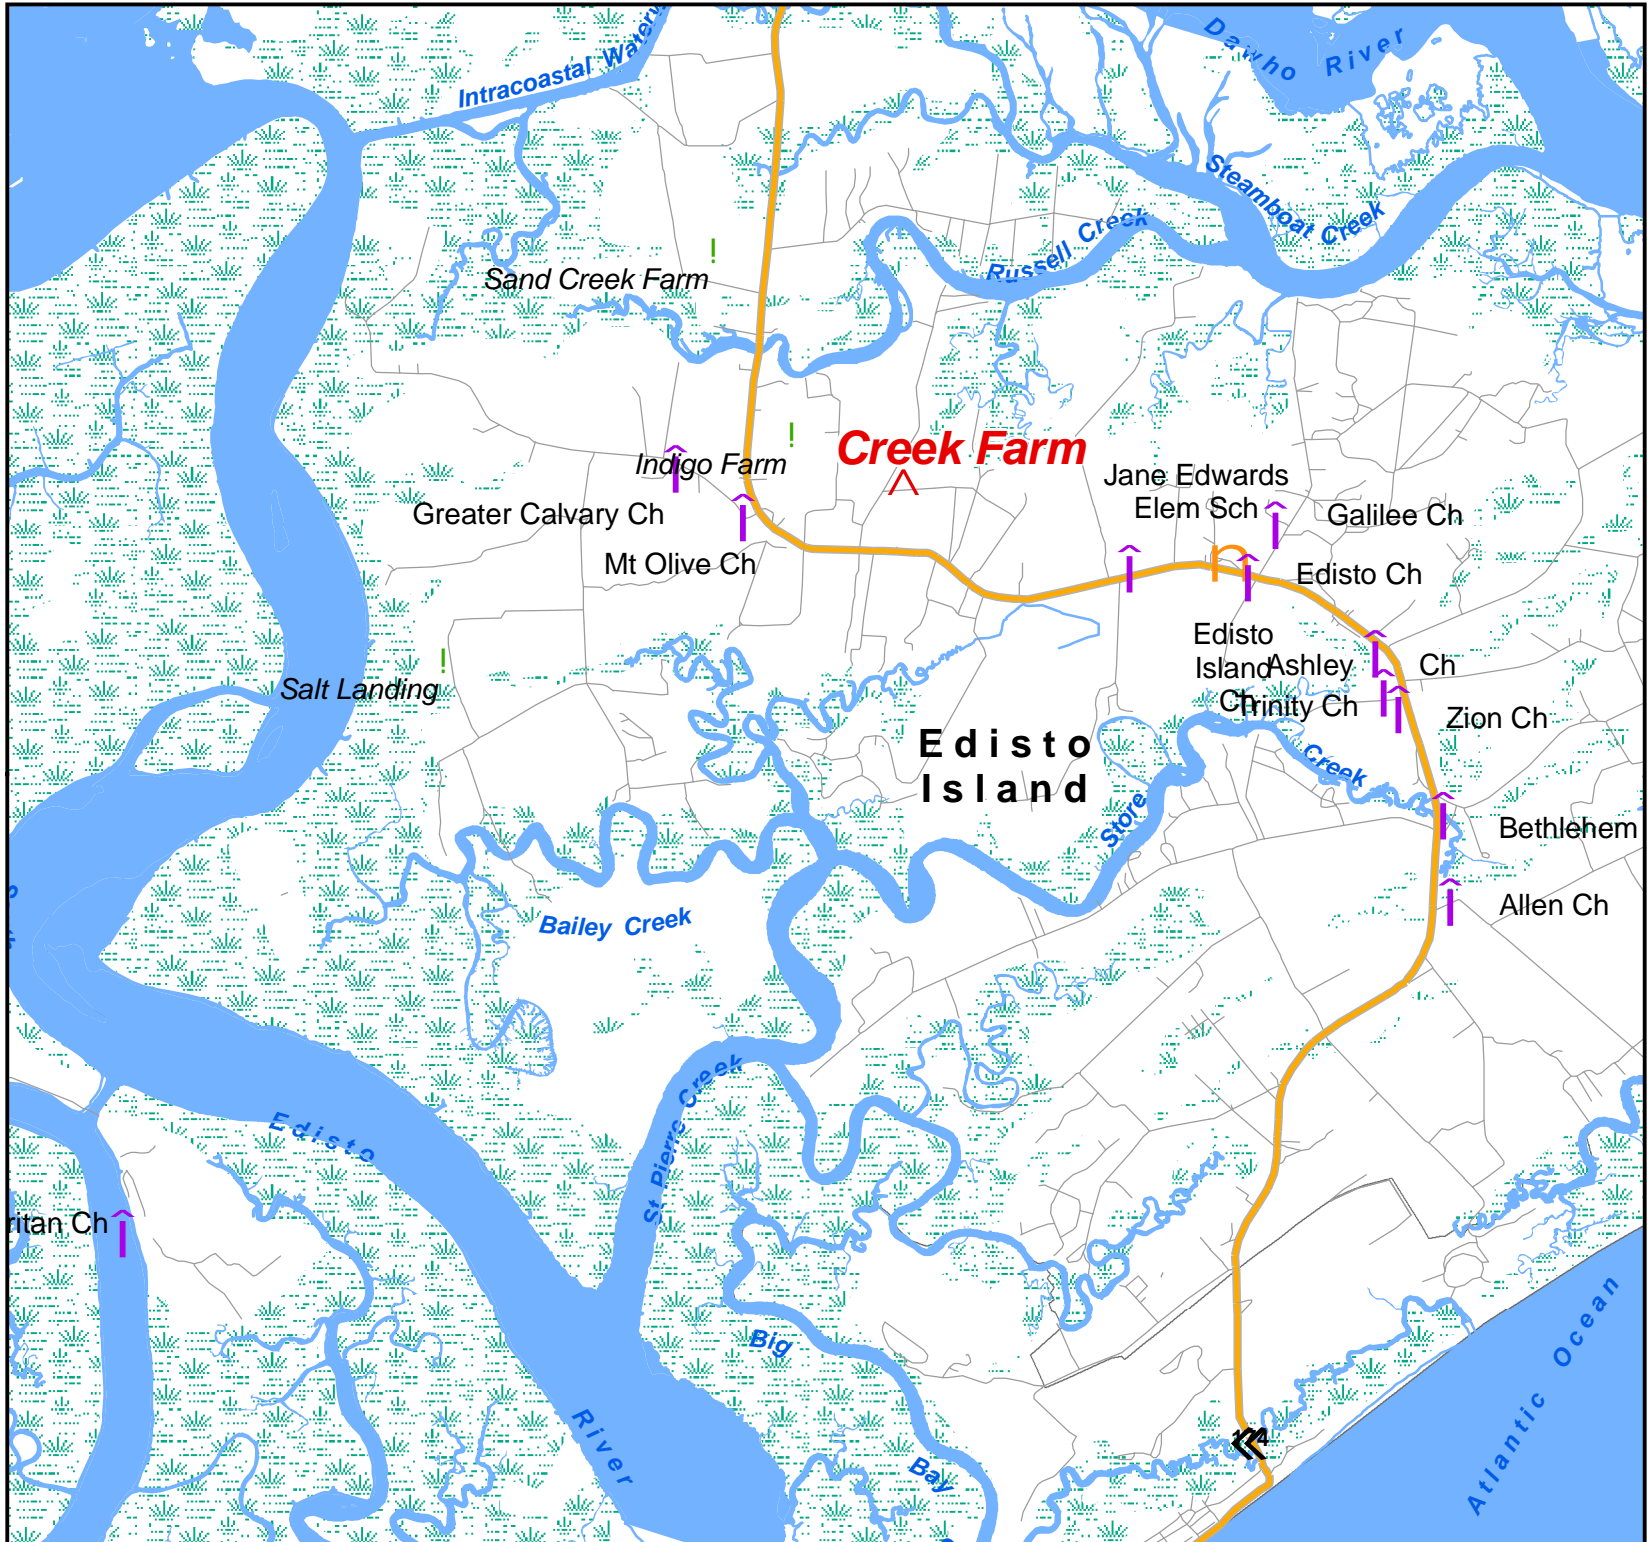 Dawho River
Intracoastal Waterw
Steamboat Creek
Russell Creek
Sand Creek Farm
Creek Farm
Indigo Farm
Jane Edwards
Elem Sch
Galilee Ch
Greater Calvary Ch
Mt Olive Ch
Edisto Ch
Edisto
Island
Ch
Ashley
Ch
Trinity Ch
Zion Ch
Salt Landing
Edisto
Island
Store
Creek
Bethlehem
Allen Ch
Bailey Creek
St Pierre Creek
Edisto
River
ritan Ch
Big
Bay
Atlantic Ocean